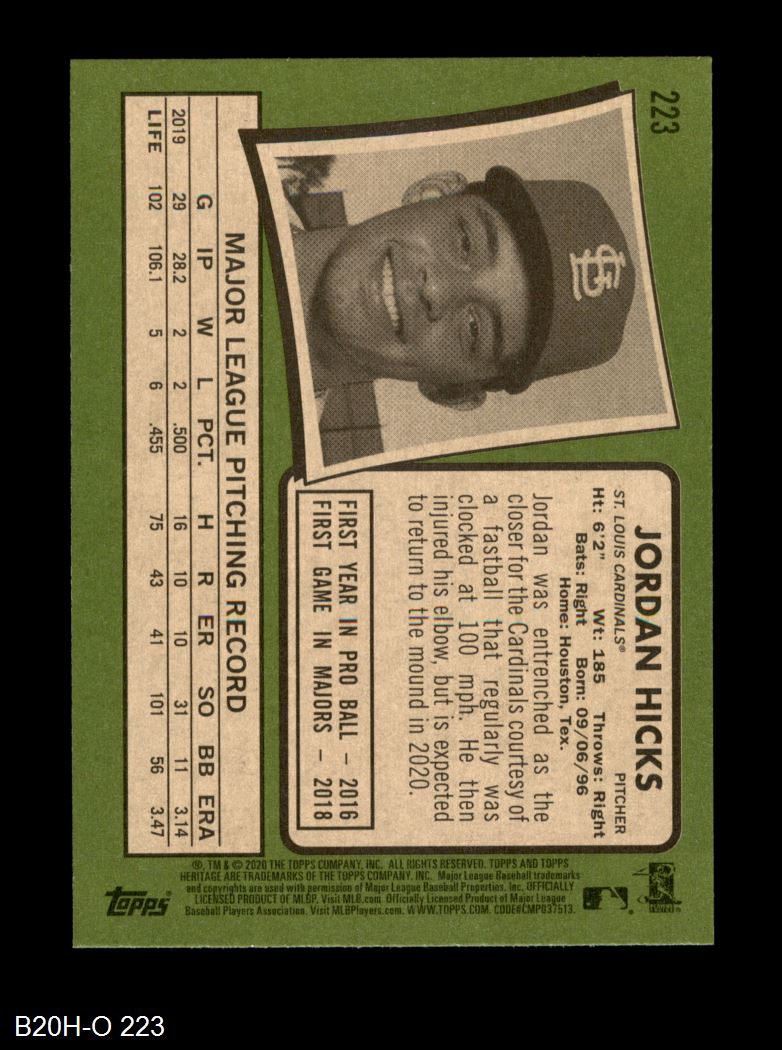 223
JORDAN HICKS
ST. LOUIS CARDINALS® PITCHER
Ht: 6'2" Wt: 185 Throws: Right
Bats: Right Born: 09/06/96
Home: Houston, Tex.
Jordan was entrenched as the
closer for the Cardinals courtesy of
a fastball that regularly was
clocked at 100 mph. He then
injured his elbow, but is expected
to return to the mound in 2020.
FIRST YEAR IN PRO BALL – 2016
FIRST GAME IN MAJORS – 2018
MAJOR LEAGUE PITCHING RECORD
G IP W L PCT. H R ER SO BB ERA
2019 29 28.2 2 2 .500 16 10 10 31 11 3.14
LIFE 102 106.1 5 6 .455 75 43 41 101 56 3.47
®, TM & © 2020 THE TOPPS COMPANY, INC. ALL RIGHTS RESERVED. TOPPS AND TOPPS
HERITAGE ARE TRADEMARKS OF THE TOPPS COMPANY, INC. Major League Baseball trademarks
and copyrights are used with permission of Major League Baseball Properties, Inc. OFFICIALLY
LICENSED PRODUCT OF MLBP. Visit MLB.com Officially Licensed Product of Major League
Baseball Players Association. Visit MLBPlayers.com. WWW.TOPPS.COM. CODE#CMP037513.
topps®
B20H-O 223